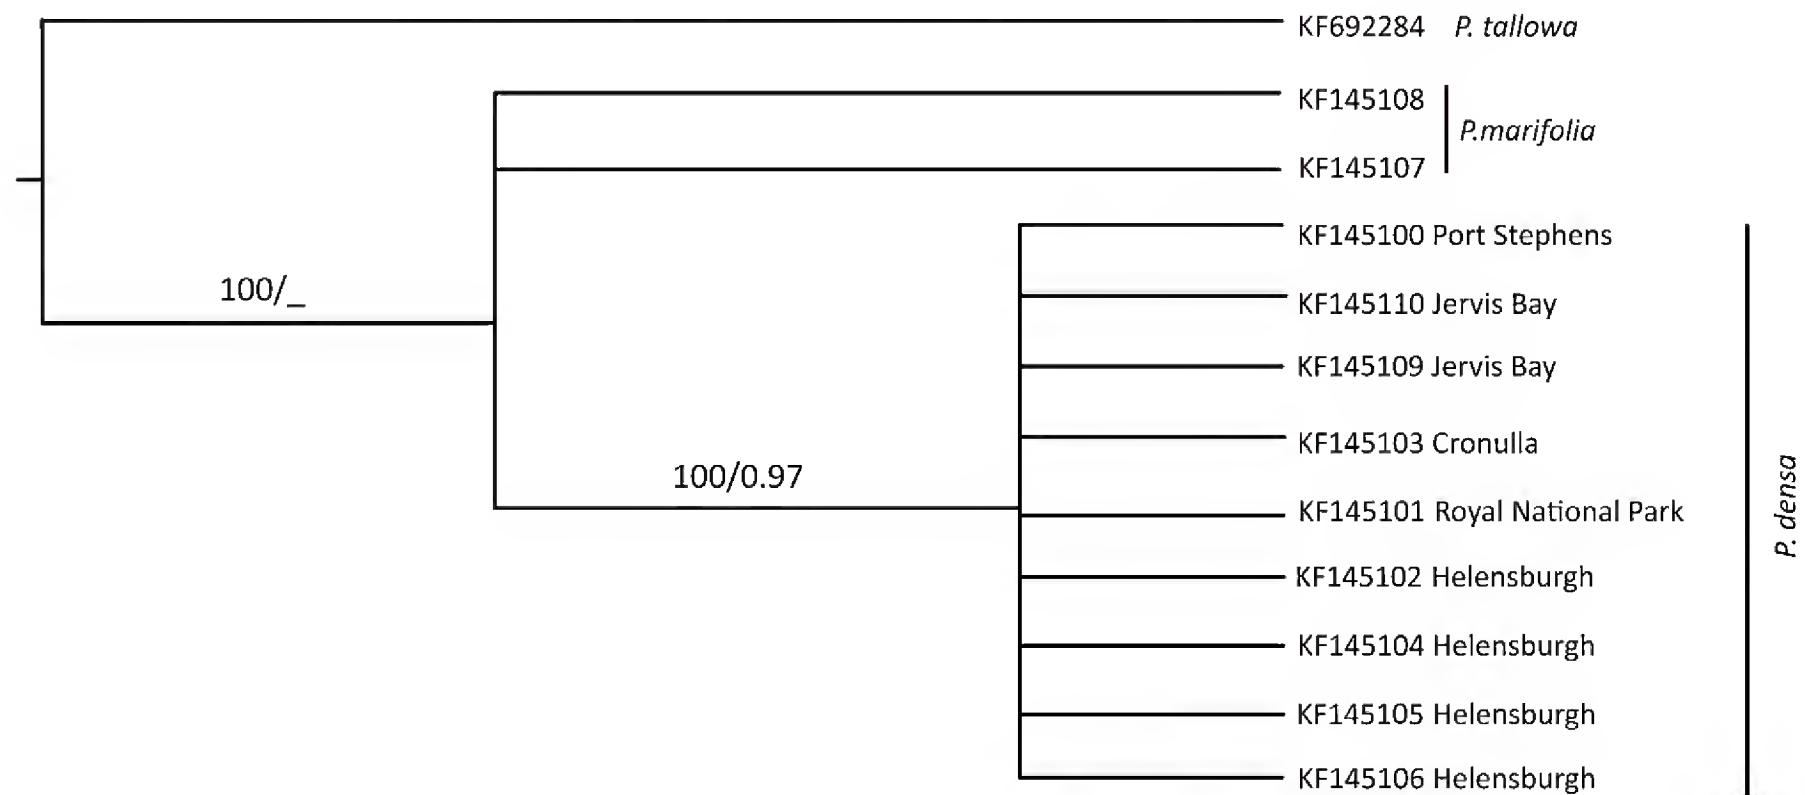 KF692284 P. tallowa
KF145108
P.marifolia
KF145107
KF145100 Port Stephens
100/_
KF145110 Jervis Bay
KF145109 Jervis Bay
KF145103 Cronulla
100/0.97
KF145101 Royal National Park
P. densa
KF145102 Helensburgh
KF145104 Helensburgh
KF145105 Helensburgh
KF145106 Helensburgh